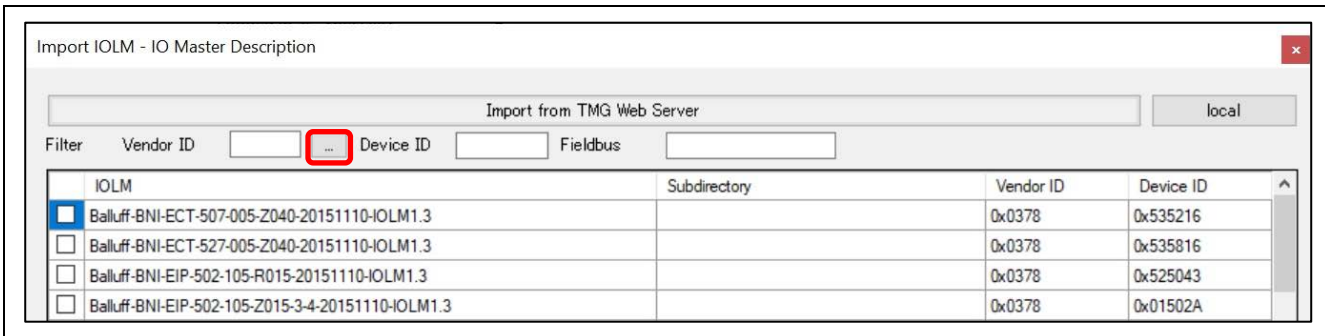 Import IOLM - IO Master Description
×
Import from TMG Web Server local
Filter Vendor ID ... Device ID Fieldbus
IOLM Subdirectory Vendor ID Device ID
Balluff-BNI-ECT-507-005-Z040-20151110-IOLM1.3 0x0378 0x535216
Balluff-BNI-ECT-527-005-Z040-20151110-IOLM1.3 0x0378 0x535816
Balluff-BNI-EIP-502-105-R015-20151110-IOLM1.3 0x0378 0x525043
Balluff-BNI-EIP-502-105-Z015-3-4-20151110-IOLM1.3 0x0378 0x01502A